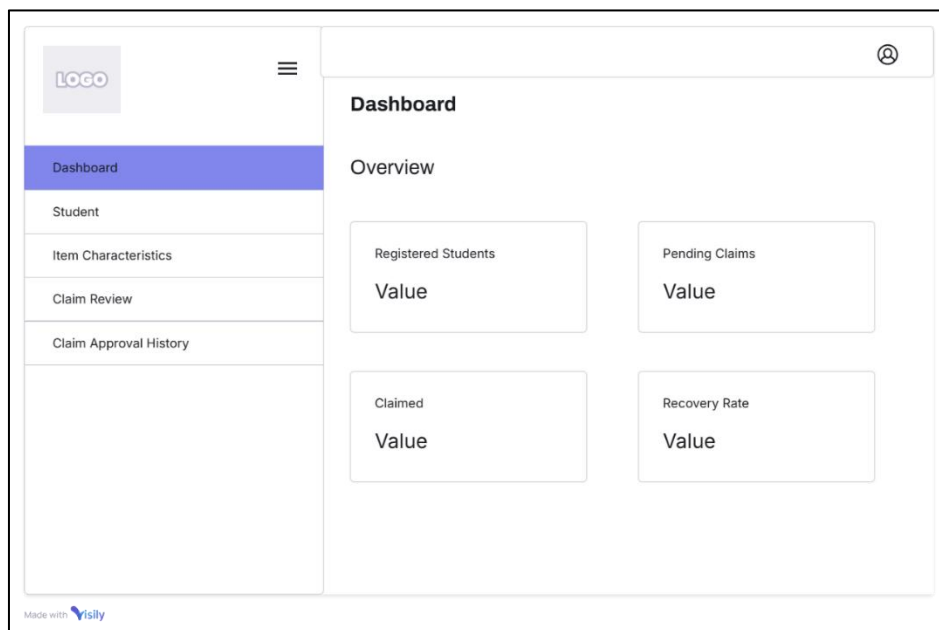 LOGO
Dashboard
Student
Item Characteristics
Claim Review
Claim Approval History
Dashboard
Overview
Registered Students
Value
Pending Claims
Value
Claimed
Value
Recovery Rate
Value
Made with Visily